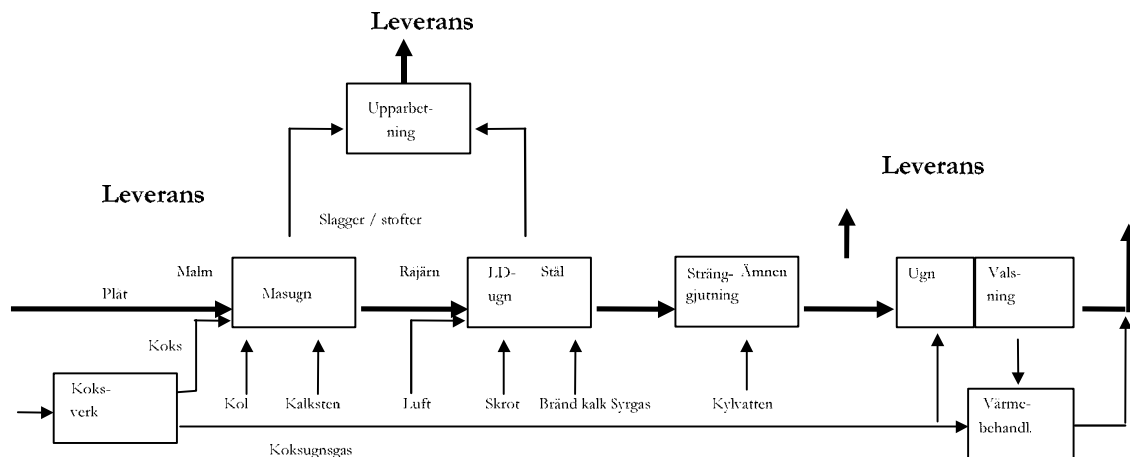 Leverans
Upparbet-
ning
Leverans
Leverans
Slagger / stofter
Malm
Råjärn
LD-
ugn
Stål
Sträng-
gjutning
Ämnen
Ugn
Vals-
ning
Masugn
Plåt
Koks
Koks-
verk
Kol
Kalksten
Luft
Skrot
Bränd kalk Syrgas
Kylvatten
Värme-
behandl.
Koksugnsgas